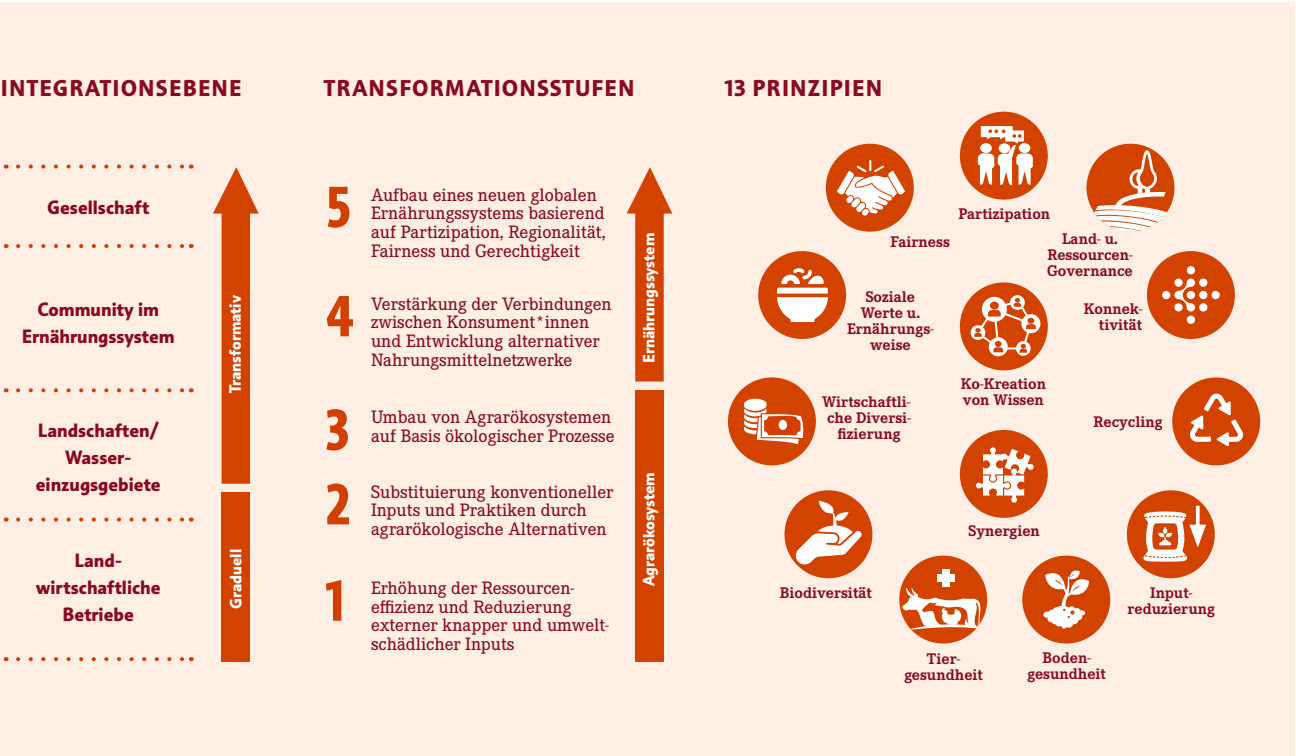 INTEGRATIONSEBENE
Gesellschaft
Community im
Ernährungssystem
Landschaften/
Wasser-
einzugsgebiete
Land-
wirtschaftliche
Betriebe
Transformativ
Graduell
TRANSFORMATIONSSTUFEN
5
Aufbau eines neuen globalen
Ernährungssystems basierend
auf Partizipation, Regionalität,
Fairness und Gerechtigkeit
4
Verstärkung der Verbindungen
zwischen Konsument*innen
und Entwicklung alternativer
Nahrungsmittelnetzwerke
3
Umbau von Agrarökosystemen
auf Basis ökologischer Prozesse
2
Substituierung konventioneller
Inputs und Praktiken durch
agrarökologische Alternativen
1
Erhöhung der Ressourcen-
effizienz und Reduzierung
externer knapper und umwelt-
schädlicher Inputs
Ernährungssystem
Agrarökosystem
13 PRINZIPIEN
Partizipation
Fairness
Land- u.
Ressourcen-
Governance
Soziale
Werte u.
Ernährungs-
weise
Konnek-
tivität
Ko-Kreation
von Wissen
Wirtschaftli-
che Diversi-
fizierung
Recycling
Synergien
Biodiversität
Input-
reduzierung
Tier-
gesundheit
Boden-
gesundheit